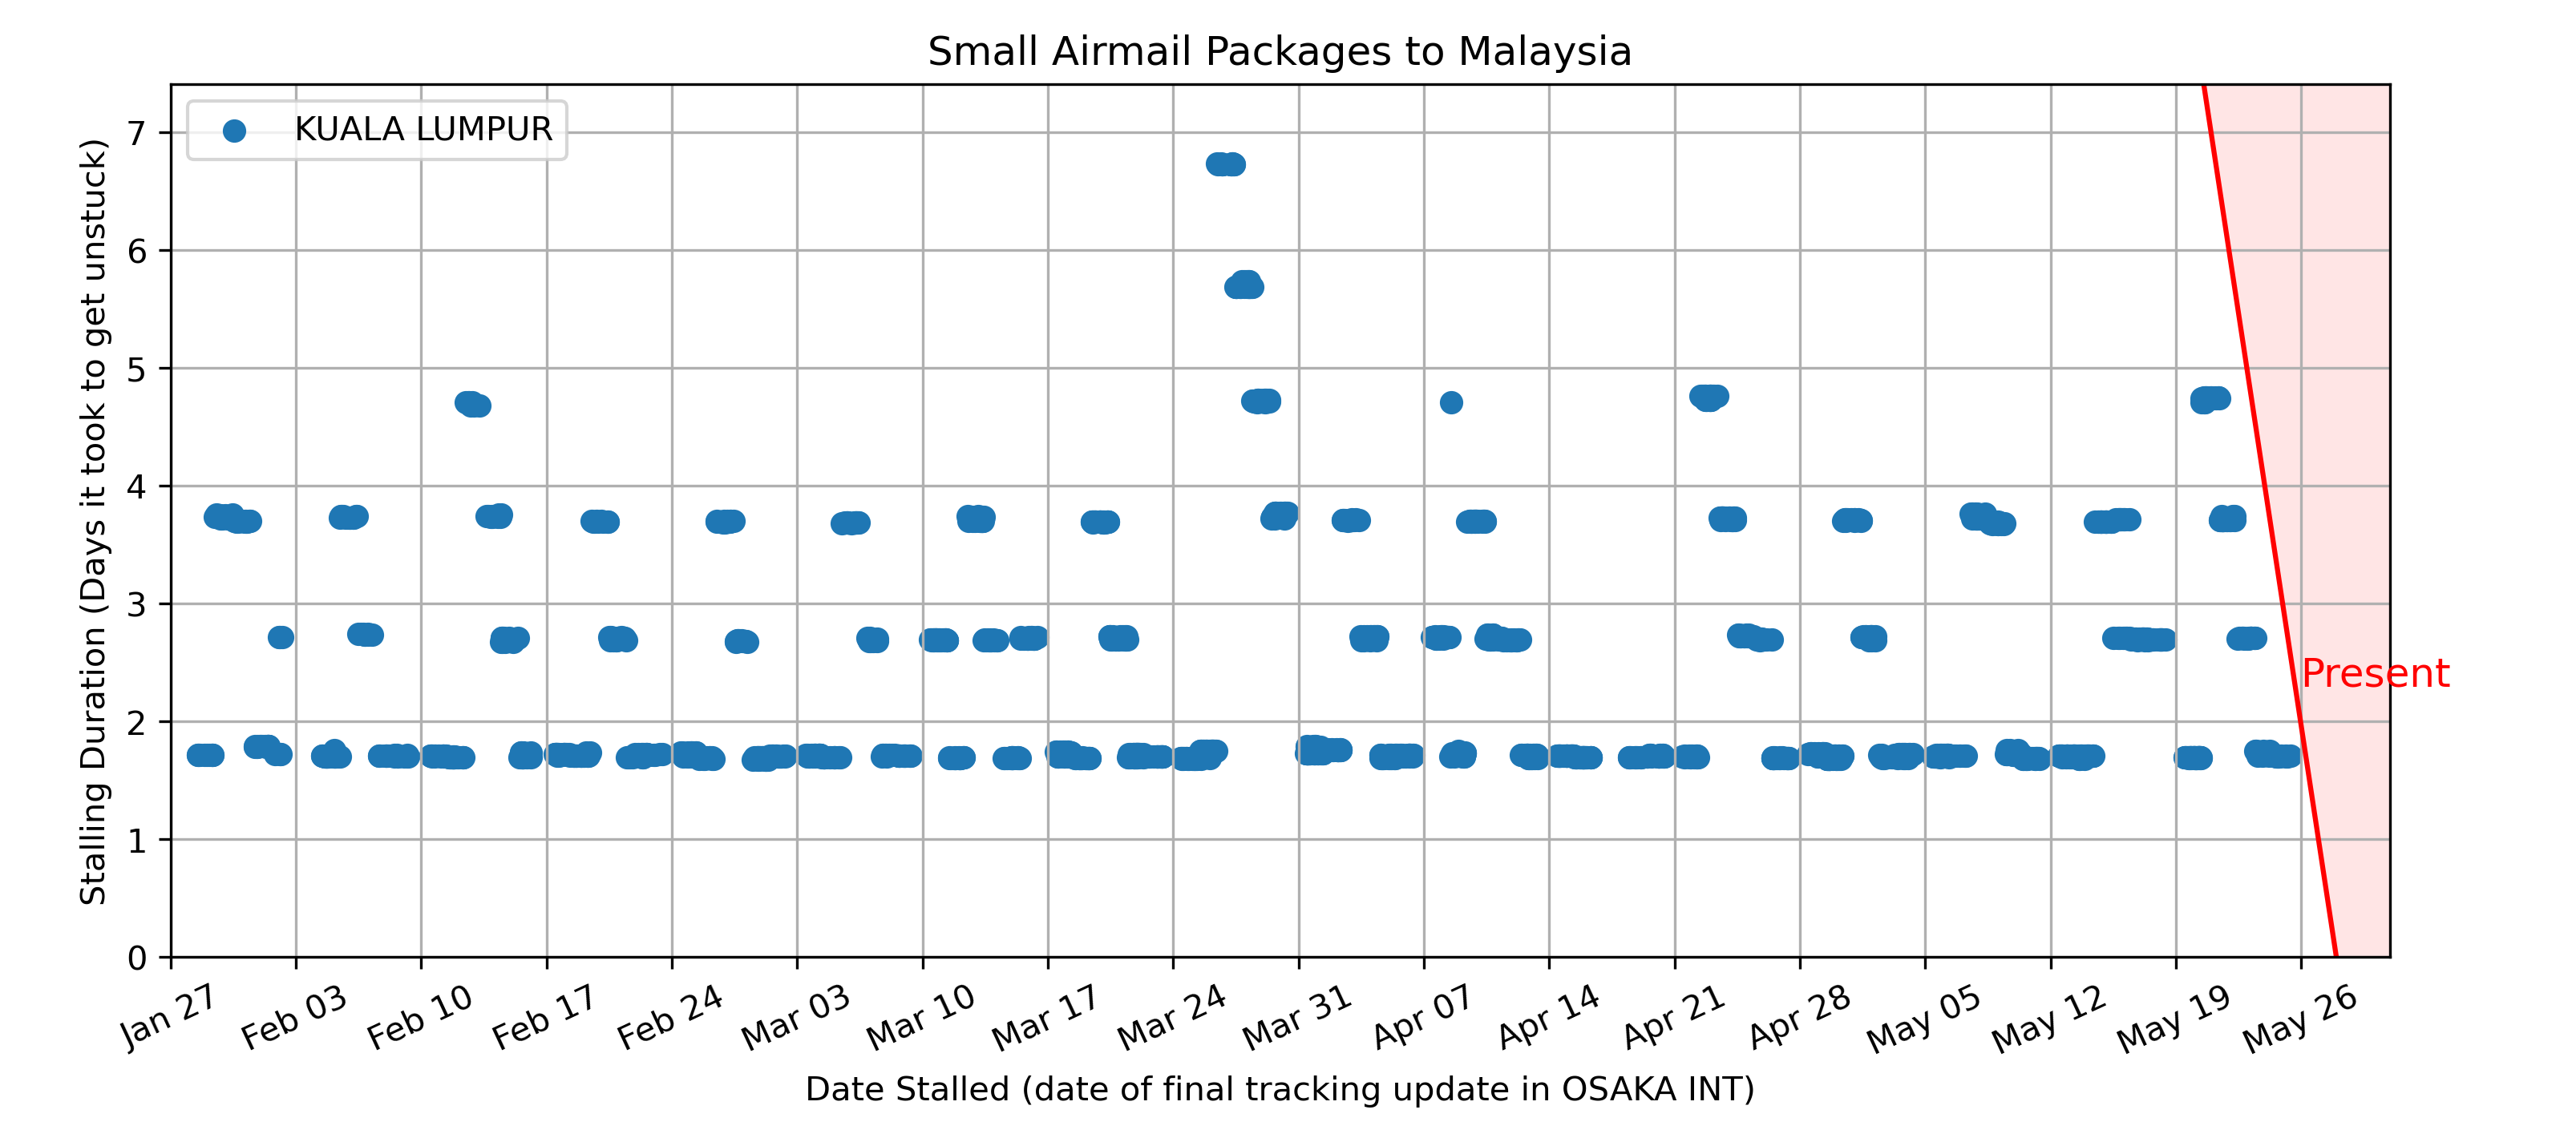 Small Airmail Packages to Malaysia
KUALA LUMPUR
Stalling Duration (Days it took to get unstuck)
7
6
5
4
3
2
1
0
Present
Jan 27
Feb 03
Feb 10
Feb 17
Feb 24
Mar 03
Mar 10
Mar 17
Mar 24
Mar 31
Apr 07
Apr 14
Apr 21
Apr 28
May 05
May 12
May 19
May 26
Date Stalled (date of final tracking update in OSAKA INT)